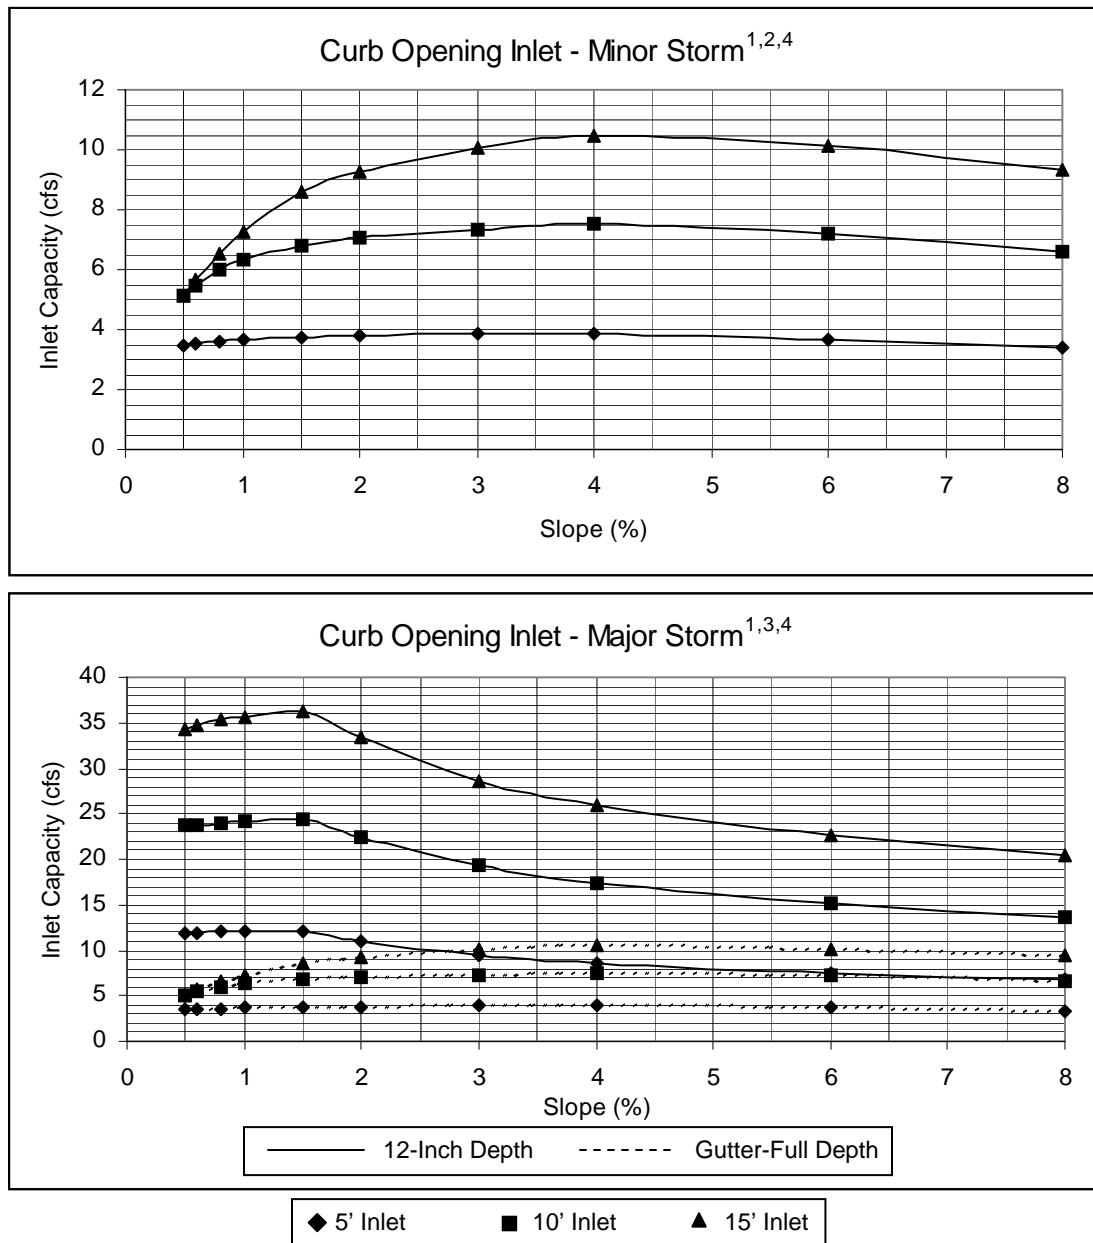 Curb Opening Inlet - Minor Storm1,2,4
12
10
8
6
4
2
0
Inlet Capacity (cfs)
0 1 2 3 4 5 6 7 8
Slope (%)
Curb Opening Inlet - Major Storm1,3,4
40
35
30
25
20
15
10
5
0
Inlet Capacity (cfs)
0 1 2 3 4 5 6 7 8
Slope (%)
12-Inch Depth Gutter-Full Depth
5' Inlet 10' Inlet 15' Inlet